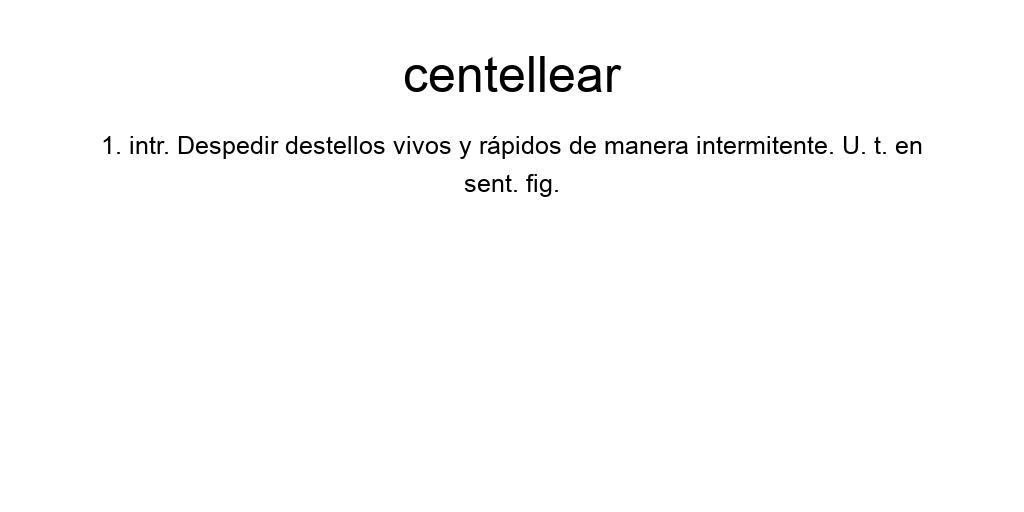 centellear
1. intr. Despedir destellos vivos y rápidos de manera intermitente. U. t. en
sent. fig.